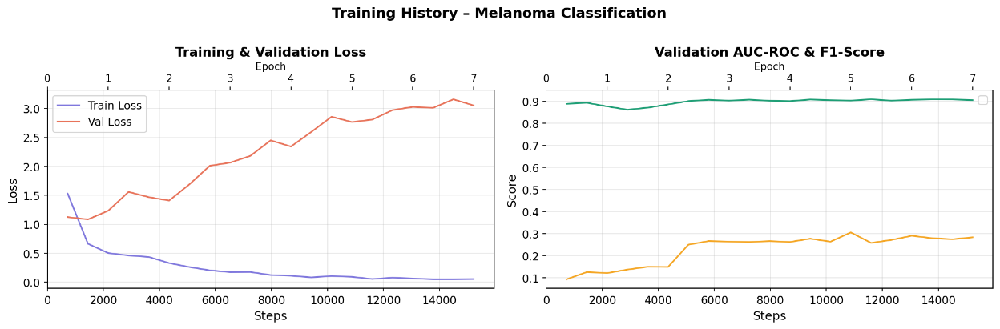 Training History – Melanoma Classification
Training & Validation Loss
Epoch
0 1 2 3 4 5 6 7
Train Loss
Val Loss
3.0
2.5
2.0
1.5
1.0
0.5
0.0
Loss
0 2000 4000 6000 8000 10000 12000 14000
Steps
Validation AUC-ROC & F1-Score
Epoch
0 1 2 3 4 5 6 7
0.9
0.8
0.7
0.6
0.5
0.4
0.3
0.2
0.1
Score
0 2000 4000 6000 8000 10000 12000 14000
Steps